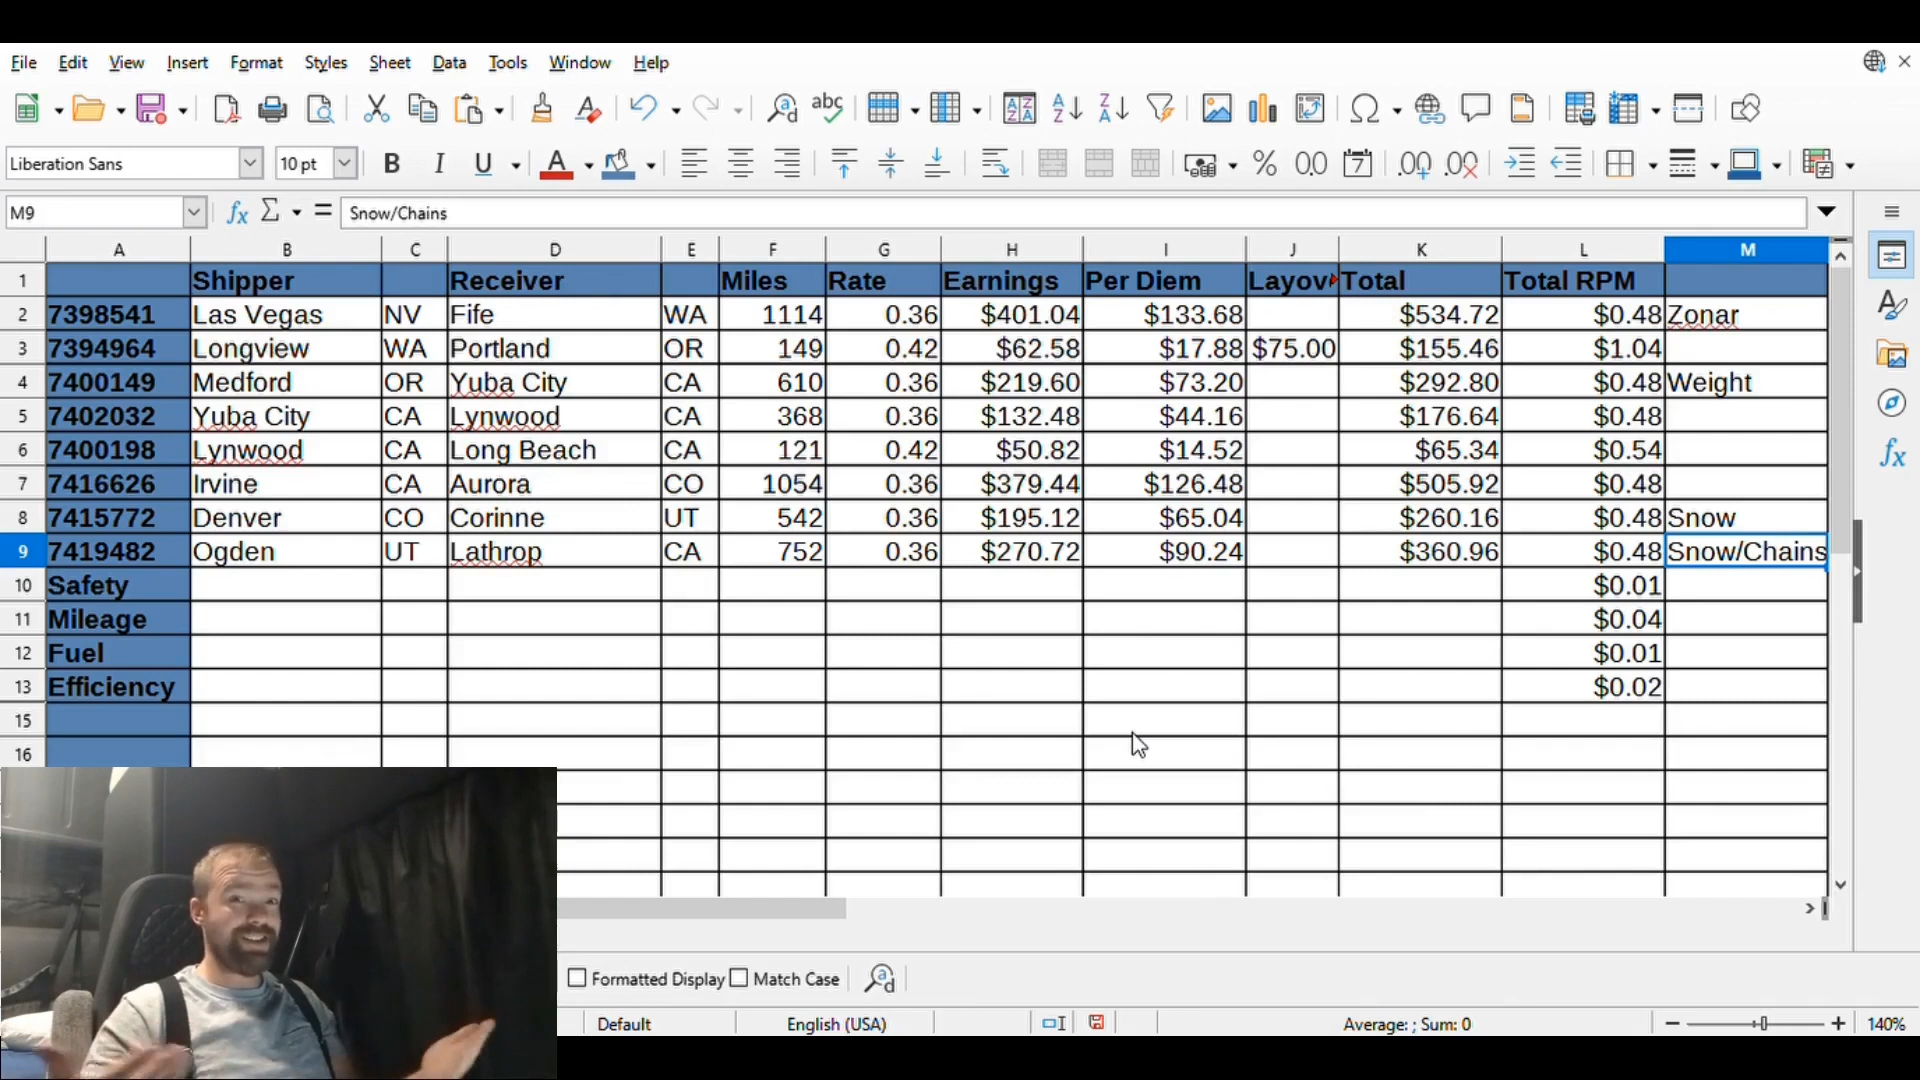 File Edit View Insert Format Styles Sheet Data Tools Window Help
Liberation Sans 10 pt
M9 Snow/Chains
A B C D E F G H I J K L M
1 Shipper Receiver Miles Rate Earnings Per Diem Layov Total Total RPM
2 7398541 Las Vegas NV Fife WA 1114 0.36 $401.04 $133.68 $534.72 $0.48 Zonar
3 7394964 Longview WA Portland OR 149 0.42 $62.58 $17.88 $75.00 $155.46 $1.04
4 7400149 Medford OR Yuba City CA 610 0.36 $219.60 $73.20 $292.80 $0.48 Weight
5 7402032 Yuba City CA Lynwood CA 368 0.36 $132.48 $44.16 $176.64 $0.48
6 7400198 Lynwood CA Long Beach CA 121 0.42 $50.82 $14.52 $65.34 $0.54
7 7416626 Irvine CA Aurora CO 1054 0.36 $379.44 $126.48 $505.92 $0.48
8 7415772 Denver CO Corinne UT 542 0.36 $195.12 $65.04 $260.16 $0.48 Snow
9 7419482 Ogden UT Lathrop CA 752 0.36 $270.72 $90.24 $360.96 $0.48 Snow/Chains
10 Safety $0.01
11 Mileage $0.04
12 Fuel $0.01
13 Efficiency $0.02
15
16
Formatted Display Match Case
Default English (USA) Average: ; Sum: 0 140%